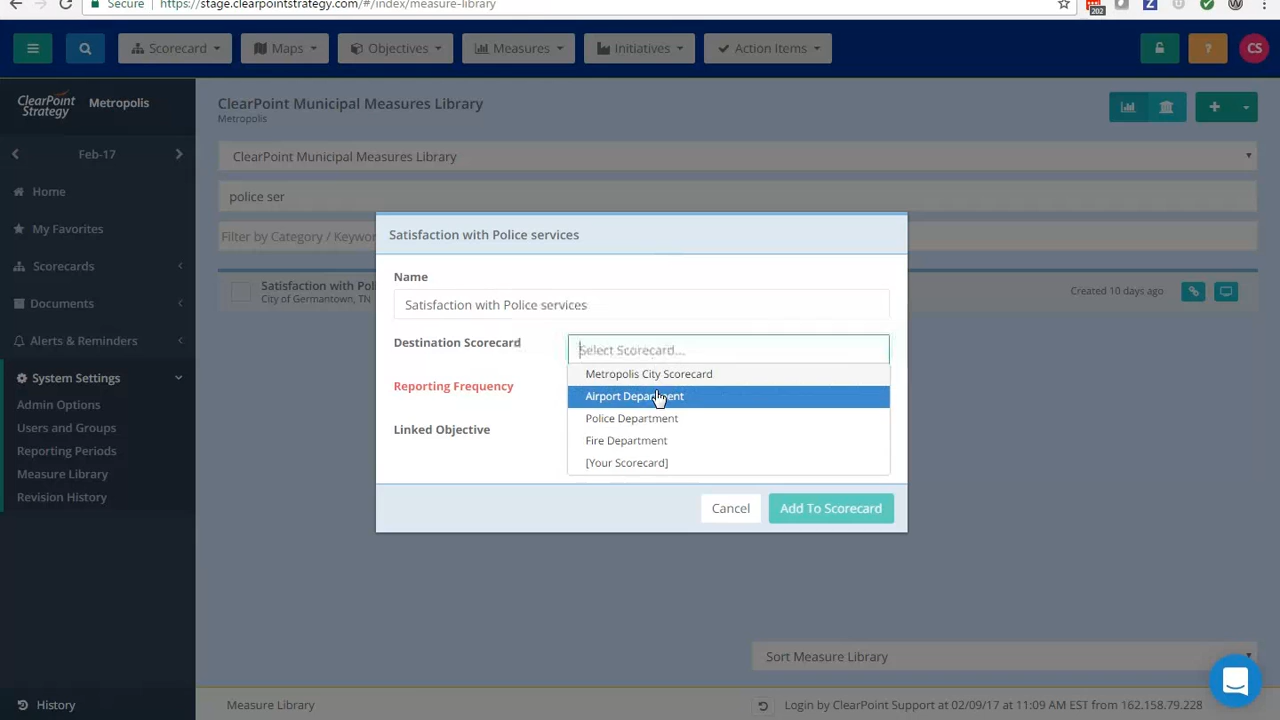 Secure https://stage.clearpointstrategy.com/#/index/measure-library
202
Z
W
Scorecard
Maps
Objectives
Measures
Initiatives
Action Items
?
CS
ClearPoint
Strategy
Metropolis
Feb-17
Home
My Favorites
Scorecards
Documents
Alerts & Reminders
System Settings
Admin Options
Users and Groups
Reporting Periods
Measure Library
Revision History
History
ClearPoint Municipal Measures Library
Metropolis
ClearPoint Municipal Measures Library
police ser
Filter by Category / Keywor
Satisfaction with Poli
City of Germantown, TN
Created 10 days ago
Satisfaction with Police services
Name
Satisfaction with Police services
Destination Scorecard
Select Scorecard...
Metropolis City Scorecard
Airport Department
Police Department
Fire Department
[Your Scorecard]
Reporting Frequency
Linked Objective
Cancel
Add To Scorecard
Sort Measure Library
Measure Library
Login by ClearPoint Support at 02/09/17 at 11:09 AM EST from 162.158.79.228